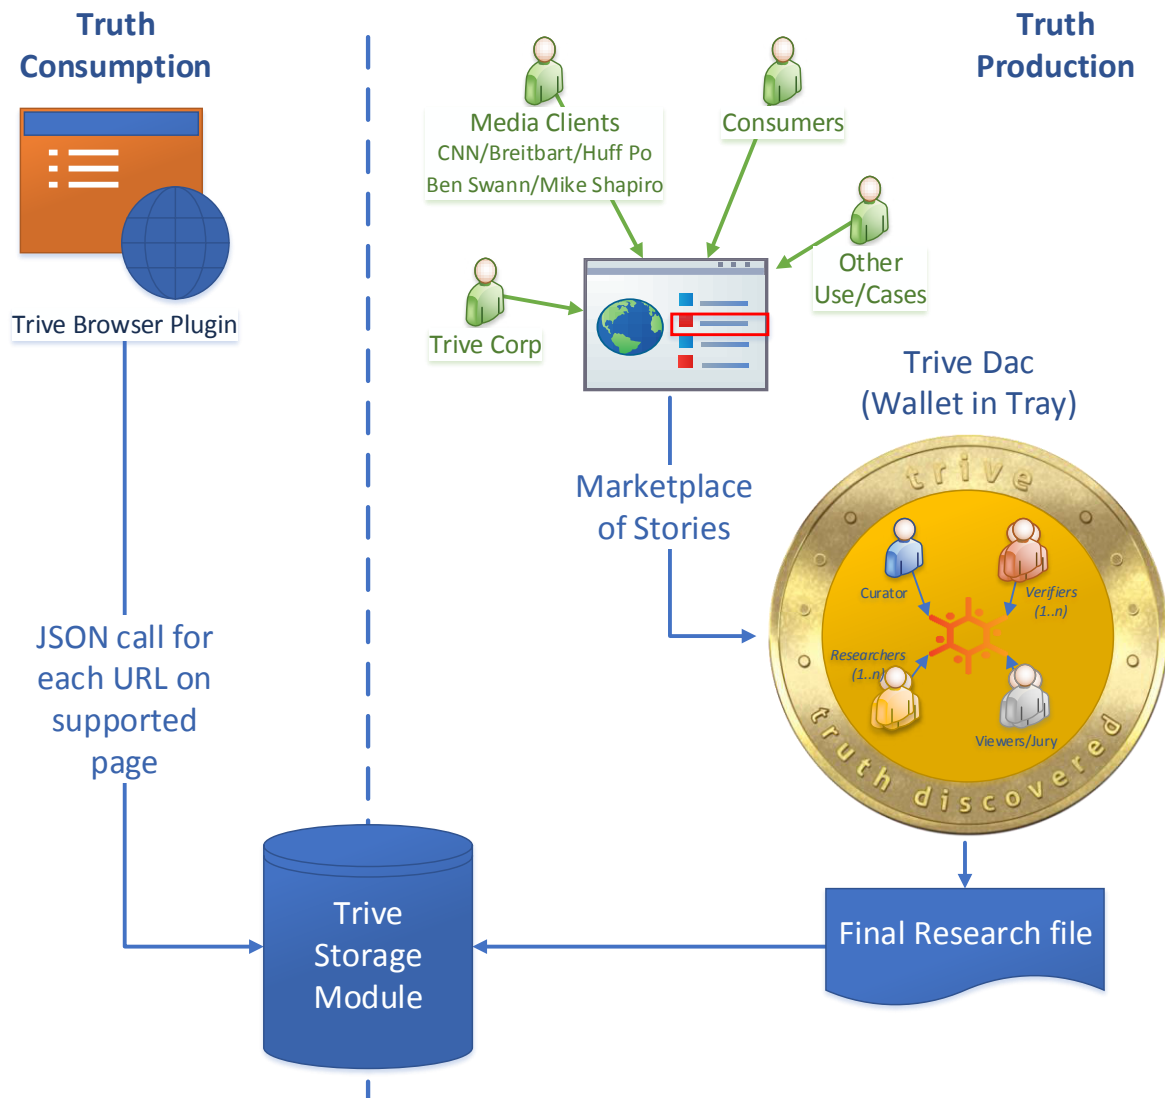 Truth
Consumption
Truth
Production
Media Clients
CNN/Breitbart/Huff Po
Ben Swann/Mike Shapiro
Consumers
Other
Use/Cases
Trive Browser Plugin
Trive Corp
Trive Dac
(Wallet in Tray)
Marketplace
of Stories
trive
Curator
Verifiers
(1..n)
Researchers
(1..n)
Viewers/Jury
truth discovered
JSON call for
each URL on
supported
page
Trive
Storage
Module
Final Research file